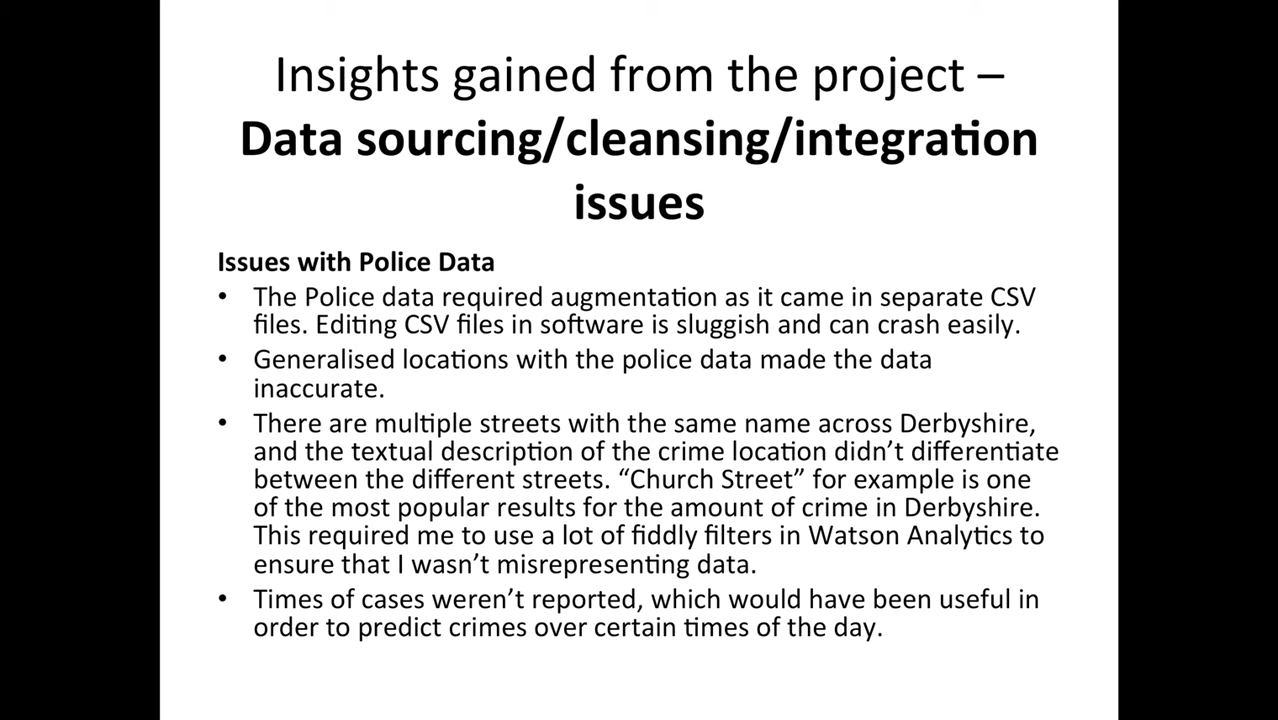 Insights gained from the project –
Data sourcing/cleansing/integration
issues
Issues with Police Data
• The Police data required augmentation as it came in separate CSV
files. Editing CSV files in software is sluggish and can crash easily.
• Generalised locations with the police data made the data
inaccurate.
• There are multiple streets with the same name across Derbyshire,
and the textual description of the crime location didn’t differentiate
between the different streets. “Church Street” for example is one
of the most popular results for the amount of crime in Derbyshire.
This required me to use a lot of fiddly filters in Watson Analytics to
ensure that I wasn’t misrepresenting data.
• Times of cases weren’t reported, which would have been useful in
order to predict crimes over certain times of the day.